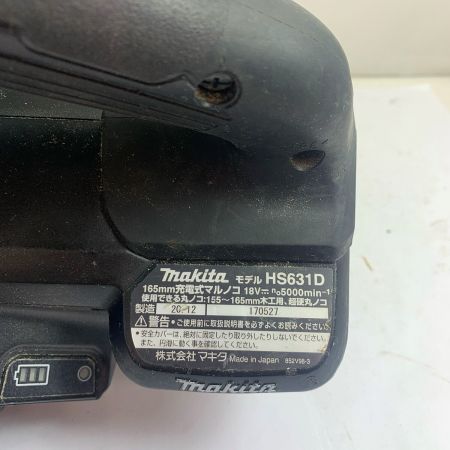 makita モデル HS631D
165mm充電式マルノコ 18V⎓ n₀5000min⁻¹
使用できる丸ノコ:155～165mm木工用、超硬丸ノコ
製造 20-12 170527
⚠警告・ご使用前に取扱説明書を必ずよくお読みください。
・安全カバーは、絶対に固定したり取り外したりしないでください。
また、円滑に動く事を確認してください。
株式会社 マキタ Made in Japan 852V98-5
makita